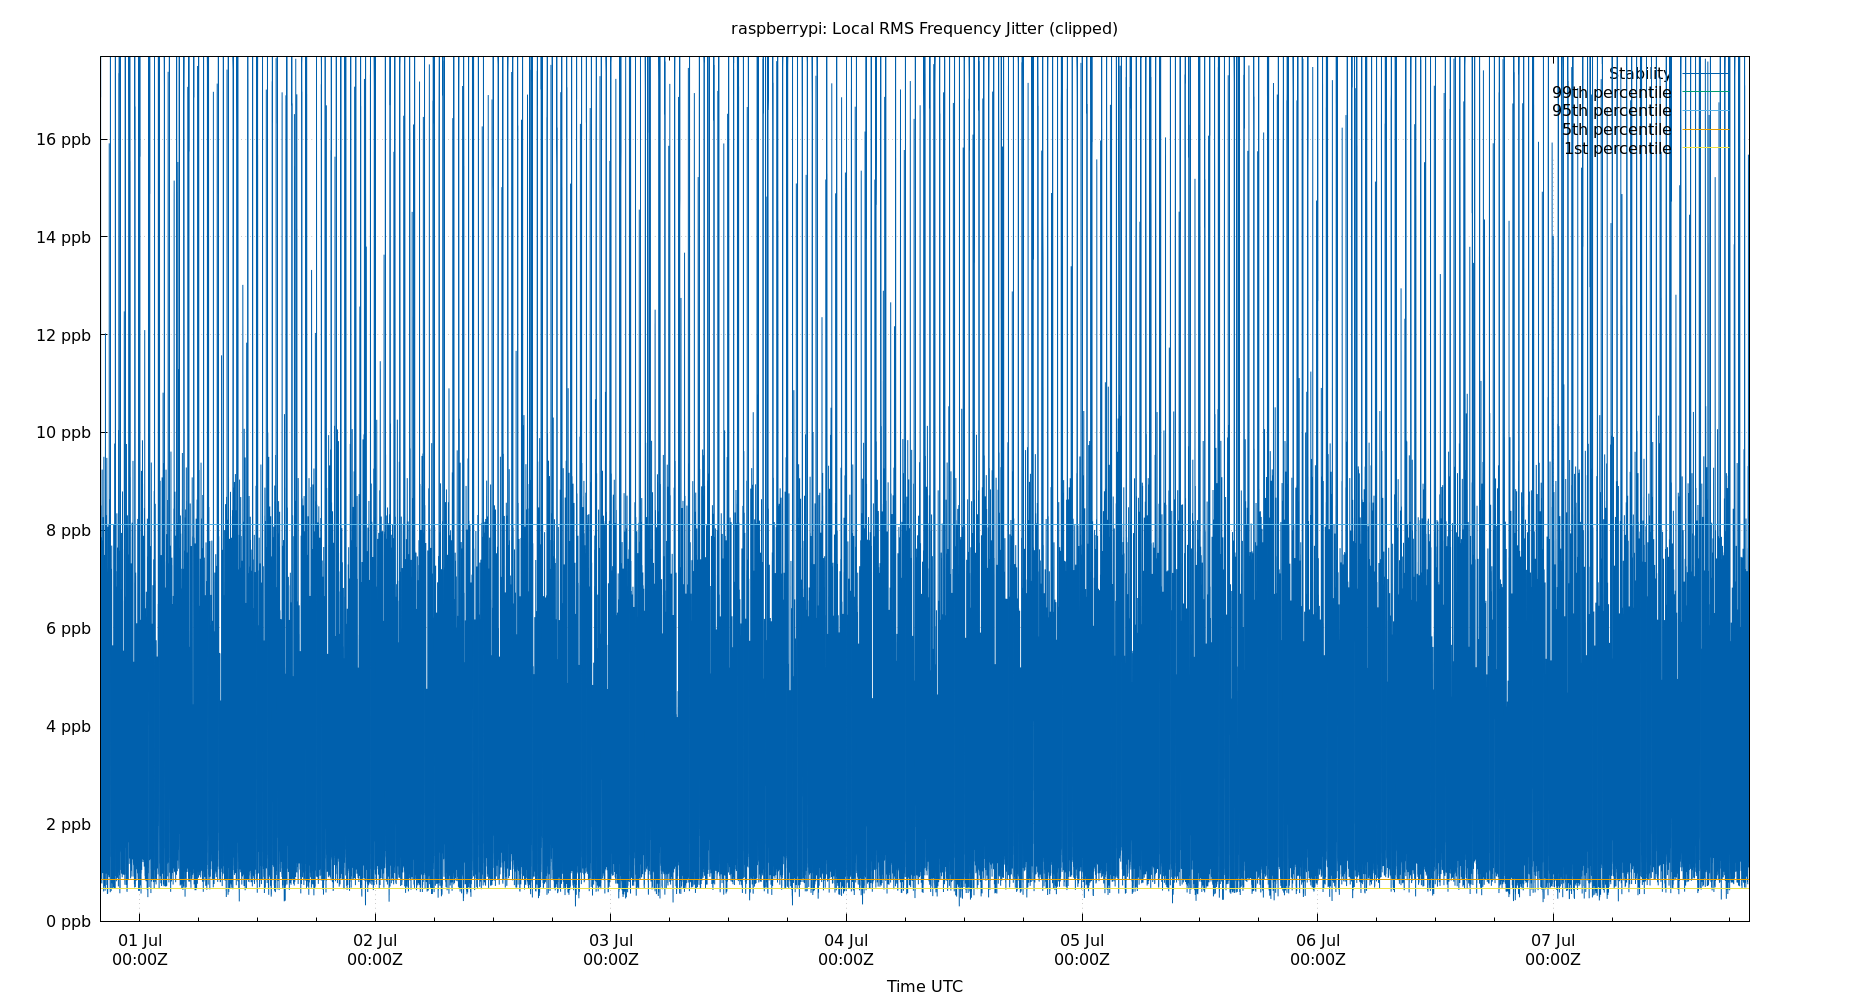 raspberrypi: Local RMS Frequency Jitter (clipped)
Stability
99th percentile
95th percentile
5th percentile
1st percentile
16 ppb
14 ppb
12 ppb
10 ppb
8 ppb
6 ppb
4 ppb
2 ppb
0 ppb
01 Jul 02 Jul 03 Jul 04 Jul 05 Jul 06 Jul 07 Jul
00:00Z 00:00Z 00:00Z 00:00Z 00:00Z 00:00Z 00:00Z
Time UTC